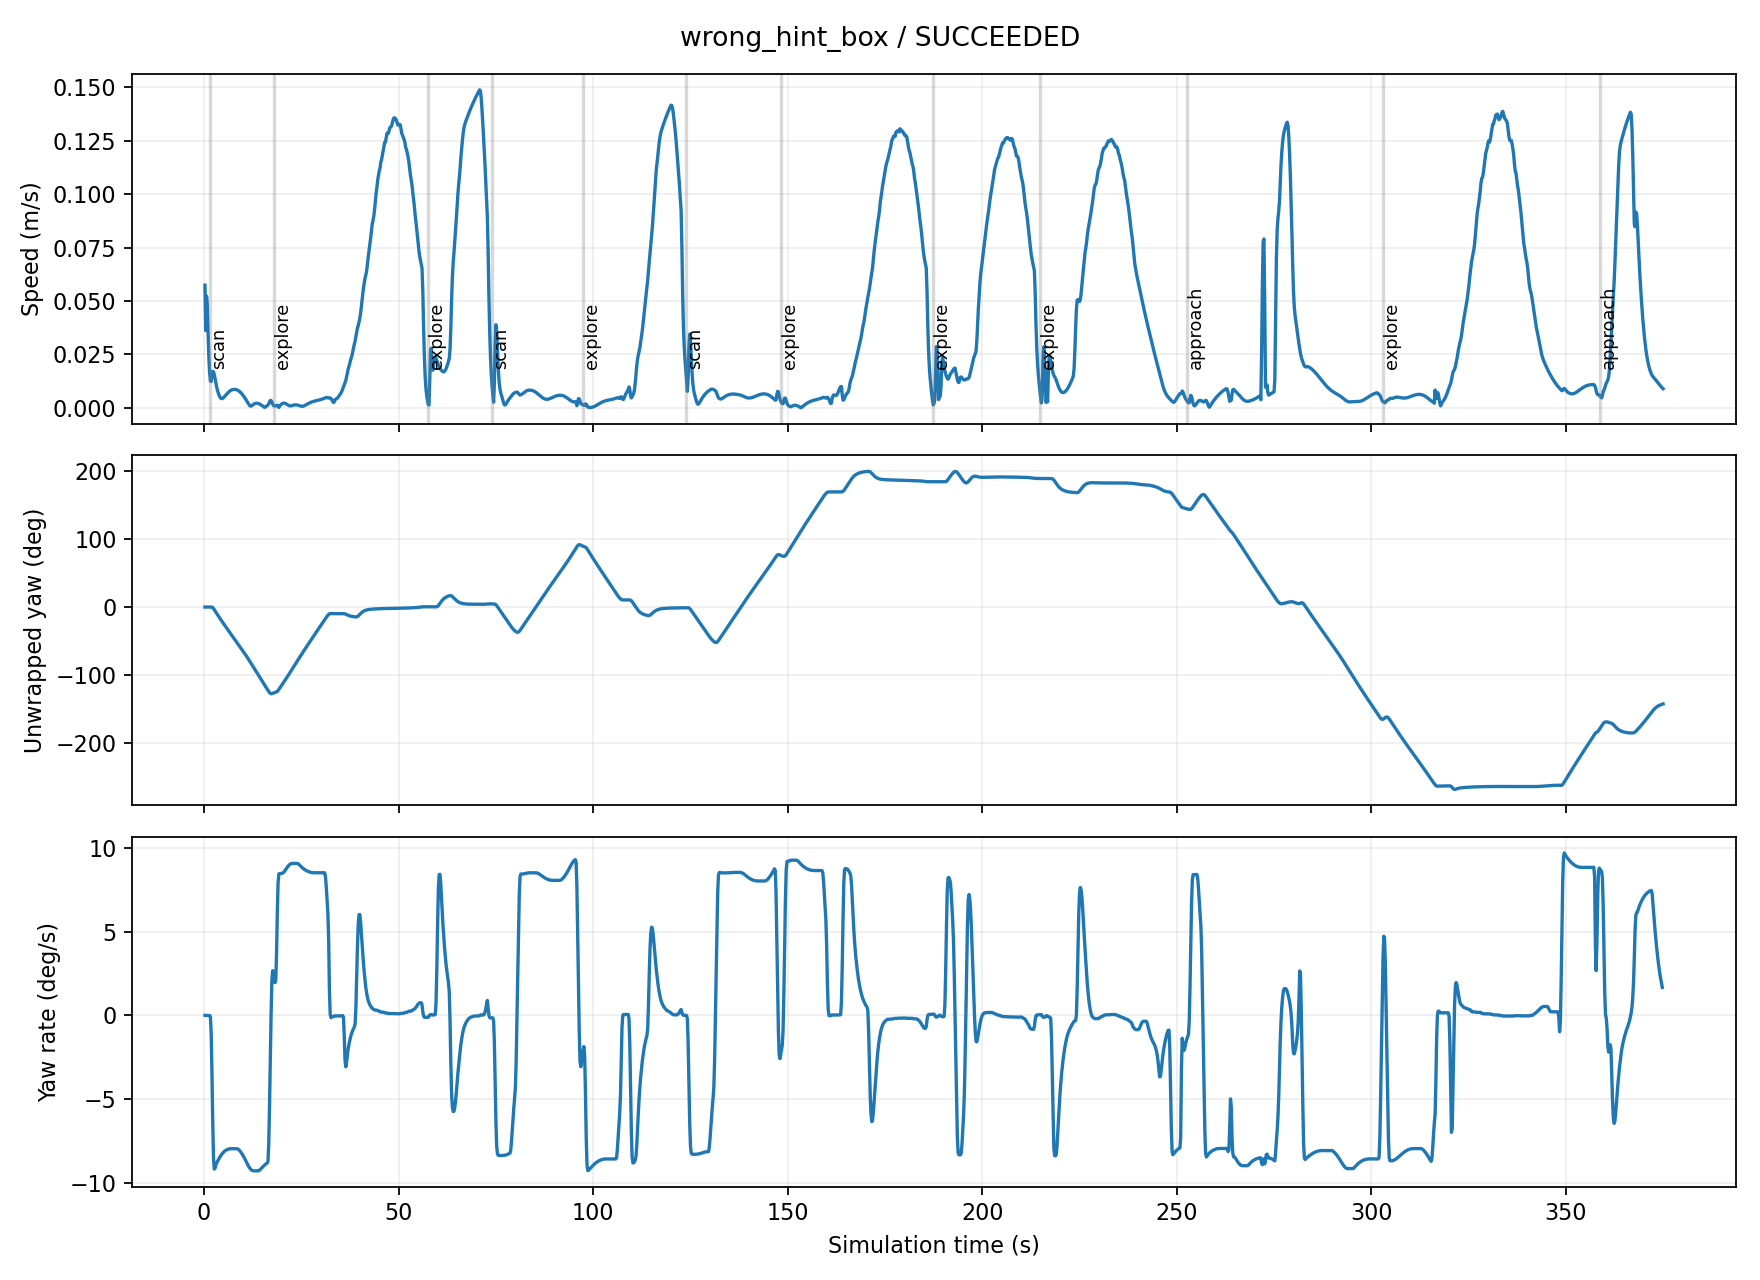 wrong_hint_box / SUCCEEDED
Speed (m/s)
0.150
0.125
0.100
0.075
0.050
0.025
0.000
scan
explore
explore
scan
explore
scan
explore
explore
explore
approach
explore
approach
Unwrapped yaw (deg)
200
100
0
−100
−200
Yaw rate (deg/s)
10
5
0
−5
−10
0
50
100
150
200
250
300
350
Simulation time (s)